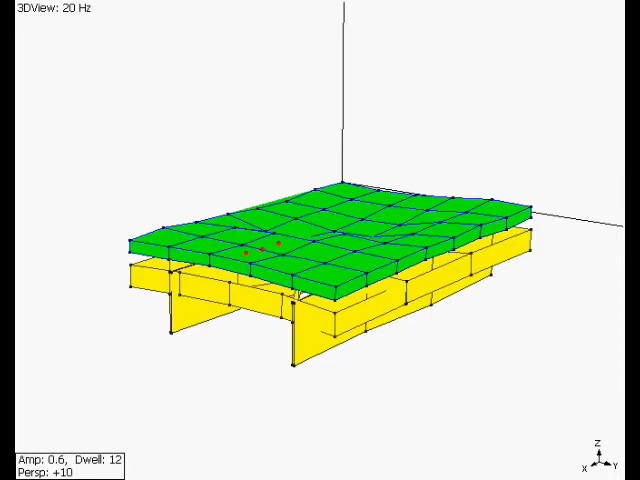 3DView: 20 Hz
Z
X
Y
Amp: 0.6, Dwell: 12
Persp: +10